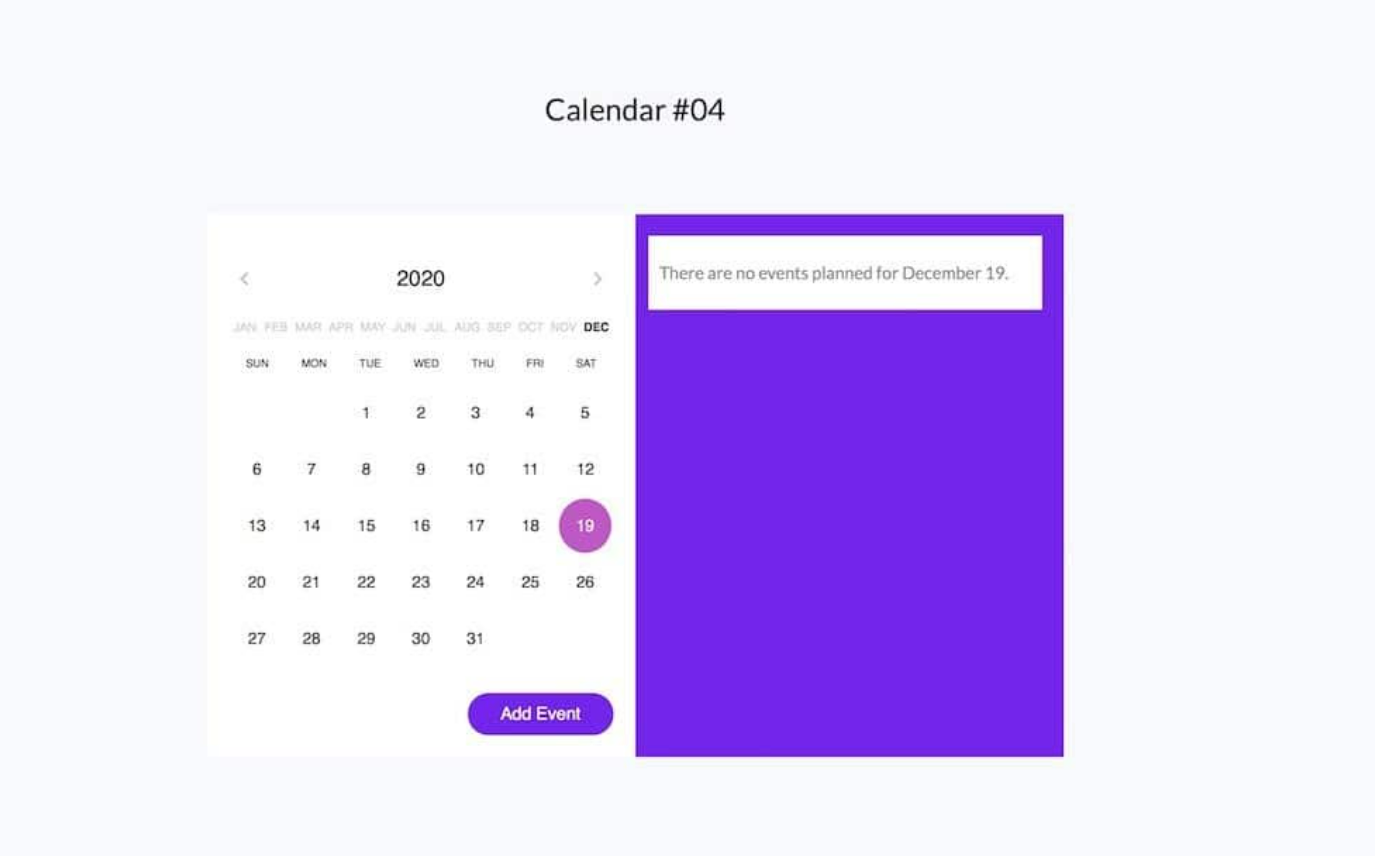 Calendar #04
2020
JAN FEB MAR APR MAY JUN JUL AUG SEP OCT NOV DEC
SUN MON TUE WED THU FRI SAT
1 2 3 4 5
6 7 8 9 10 11 12
13 14 15 16 17 18 19
20 21 22 23 24 25 26
27 28 29 30 31
Add Event
There are no events planned for December 19.